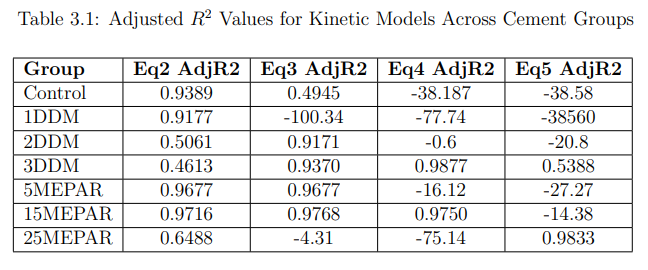 Table 3.1: Adjusted R² Values for Kinetic Models Across Cement Groups
Group Eq2 AdjR2 Eq3 AdjR2 Eq4 AdjR2 Eq5 AdjR2
Control 0.9389 0.4945 -38.187 -38.58
1DDM 0.9177 -100.34 -77.74 -38560
2DDM 0.5061 0.9171 -0.6 -20.8
3DDM 0.4613 0.9370 0.9877 0.5388
5MEPAR 0.9677 0.9677 -16.12 -27.27
15MEPAR 0.9716 0.9768 0.9750 -14.38
25MEPAR 0.6488 -4.31 -75.14 0.9833